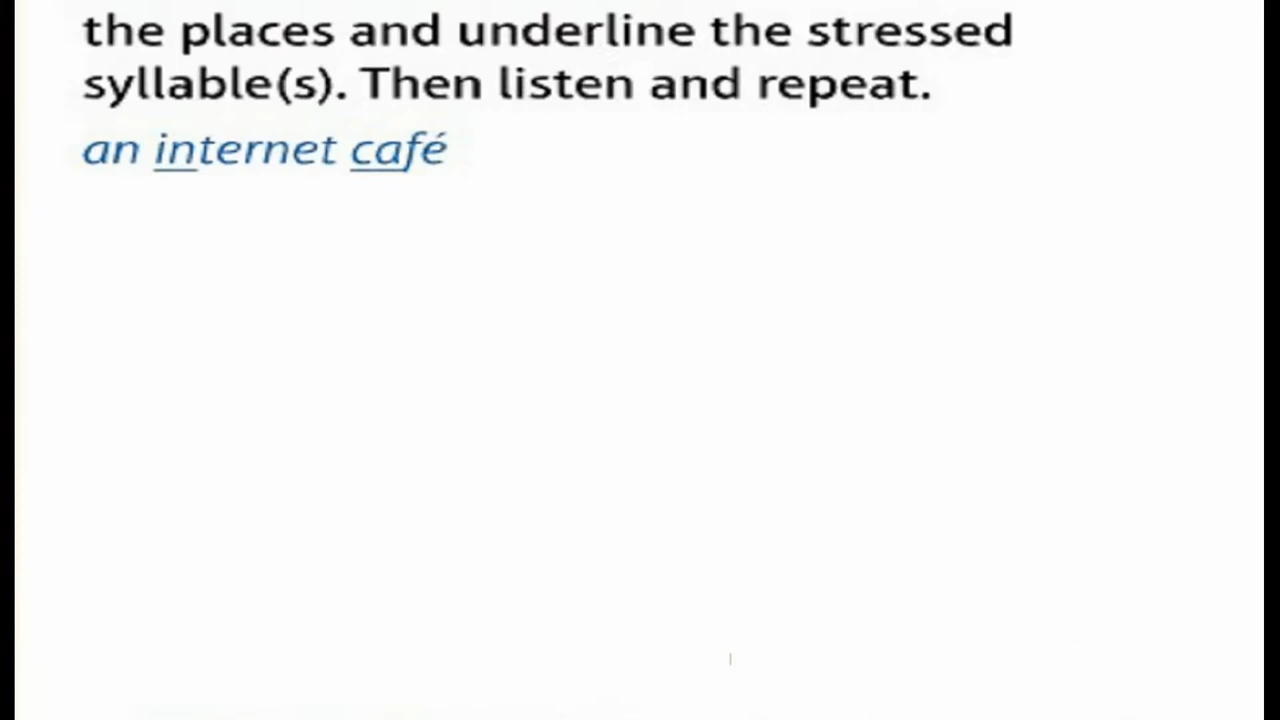 the places and underline the stressed
syllable(s). Then listen and repeat.
an internet café